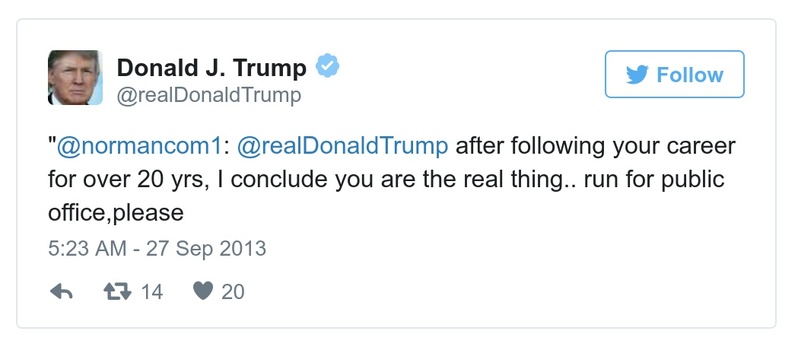 Donald J. Trump
@realDonaldTrump
Follow
"@normancom1: @realDonaldTrump after following your career
for over 20 yrs, I conclude you are the real thing.. run for public
office,please
5:23 AM - 27 Sep 2013
14 20